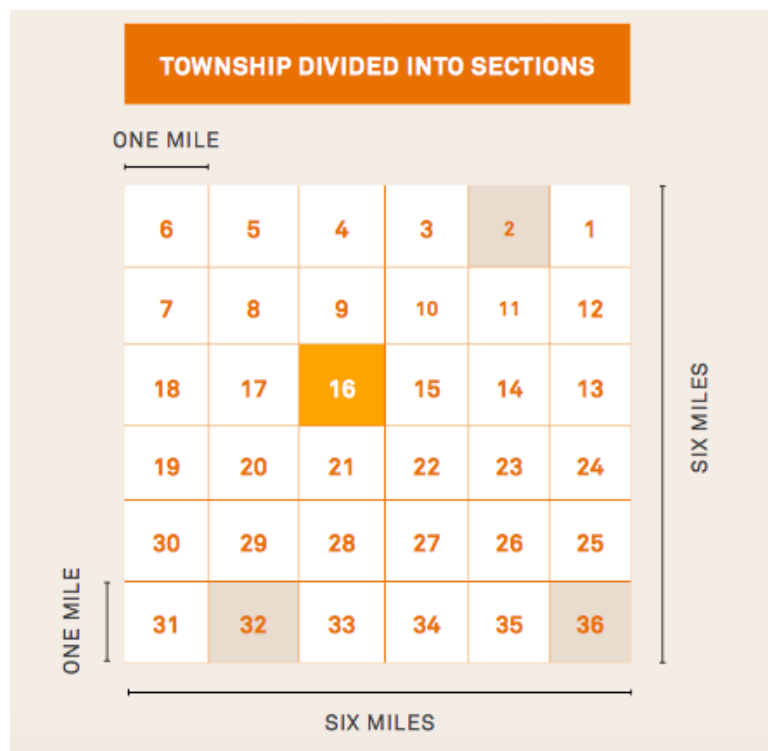 TOWNSHIP DIVIDED INTO SECTIONS
ONE MILE
6 5 4 3 2 1
7 8 9 10 11 12
18 17 16 15 14 13
19 20 21 22 23 24
30 29 28 27 26 25
31 32 33 34 35 36
SIX MILES
ONE MILE
SIX MILES